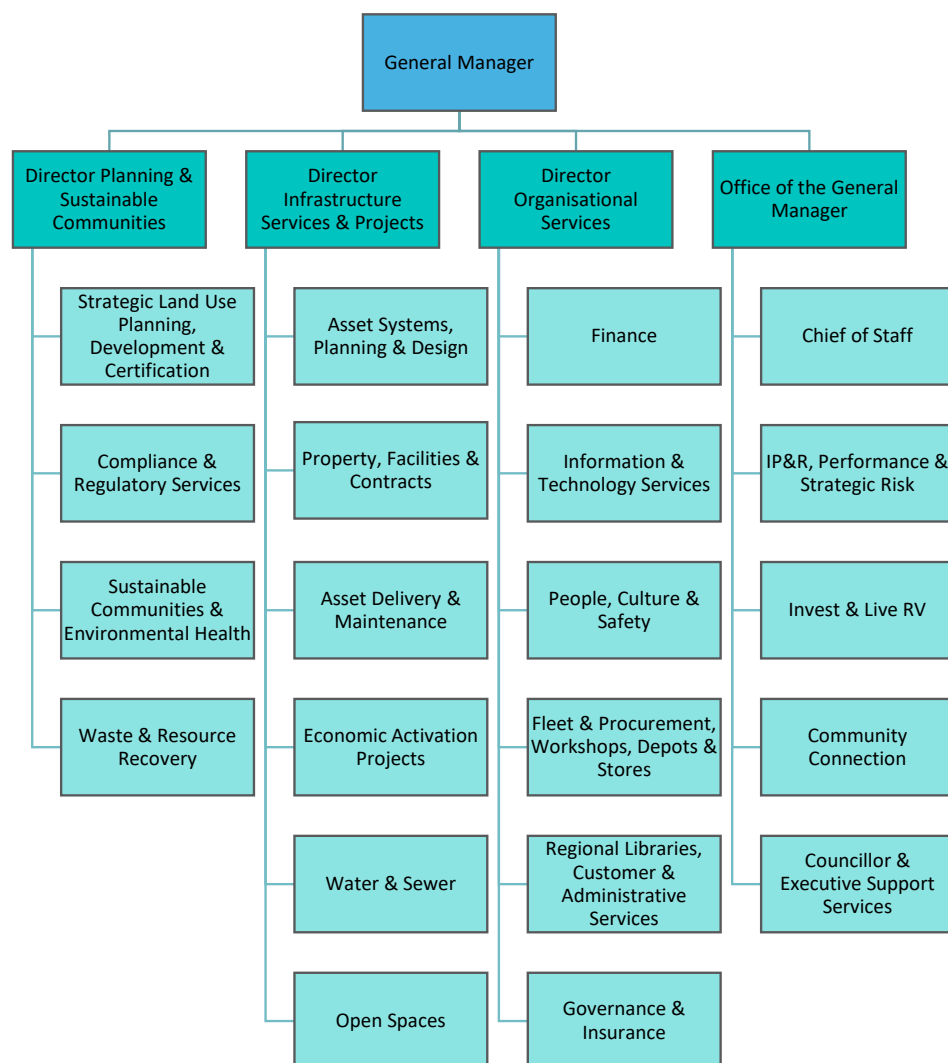 General Manager
Director Planning &
Sustainable
Communities
Director
Infrastructure
Services & Projects
Director
Organisational
Services
Office of the General
Manager
Strategic Land Use
Planning,
Development &
Certification
Compliance &
Regulatory Services
Sustainable
Communities &
Environmental Health
Waste & Resource
Recovery
Asset Systems,
Planning & Design
Property, Facilities &
Contracts
Asset Delivery &
Maintenance
Economic Activation
Projects
Water & Sewer
Open Spaces
Finance
Information &
Technology Services
People, Culture &
Safety
Fleet & Procurement,
Workshops, Depots &
Stores
Regional Libraries,
Customer &
Administrative
Services
Governance &
Insurance
Chief of Staff
IP&R, Performance &
Strategic Risk
Invest & Live RV
Community
Connection
Councillor &
Executive Support
Services